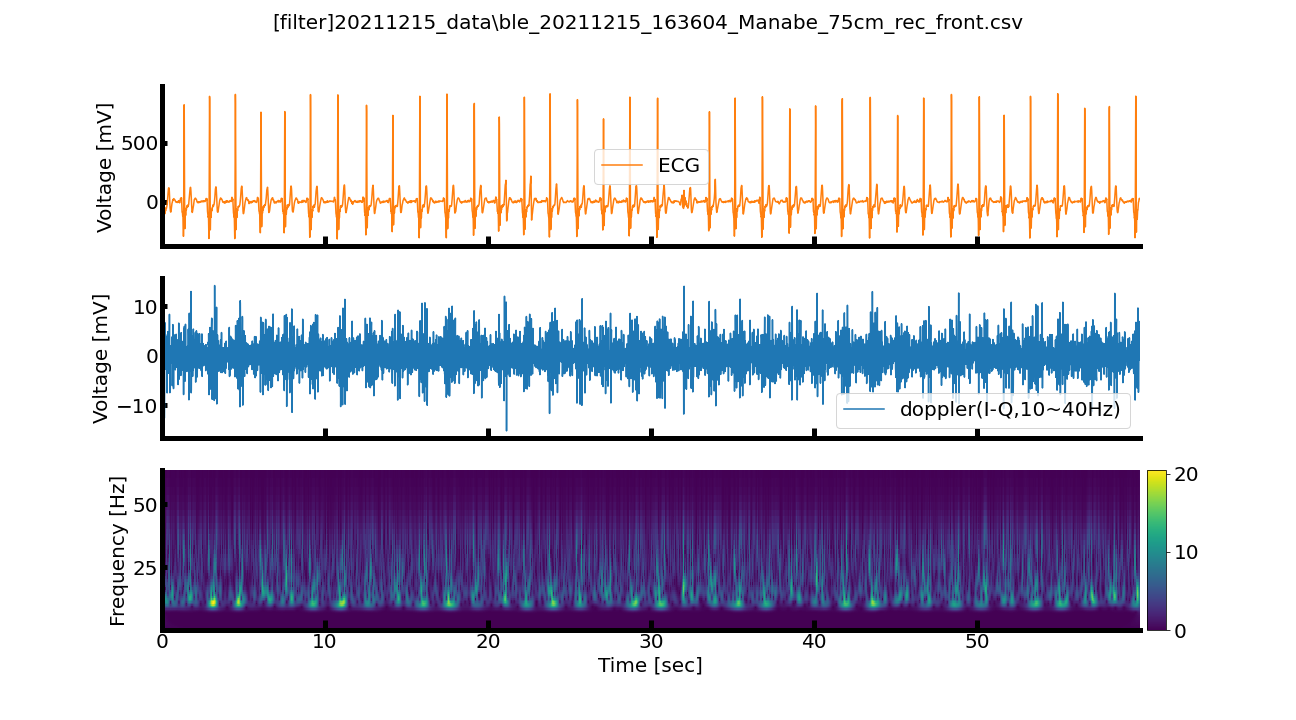 [filter]20211215_data\ble_20211215_163604_Manabe_75cm_rec_front.csv
Voltage [mV]
500
0
ECG
Voltage [mV]
10
0
−10
doppler(I-Q,10~40Hz)
Frequency [Hz]
50
25
20
10
0
0 10 20 30 40 50
Time [sec]